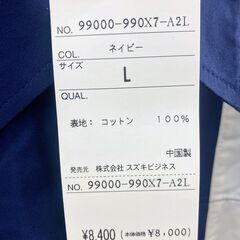 NO. 99000-990X7-A2L
COL. ネイビー
サイズ L
QUAL.
裏地： コットン 100%
中国製
発売元 株式会社 スズキビジネス
NO. 99000-990X7-A2L
¥8,400 (本体価格¥8,000)